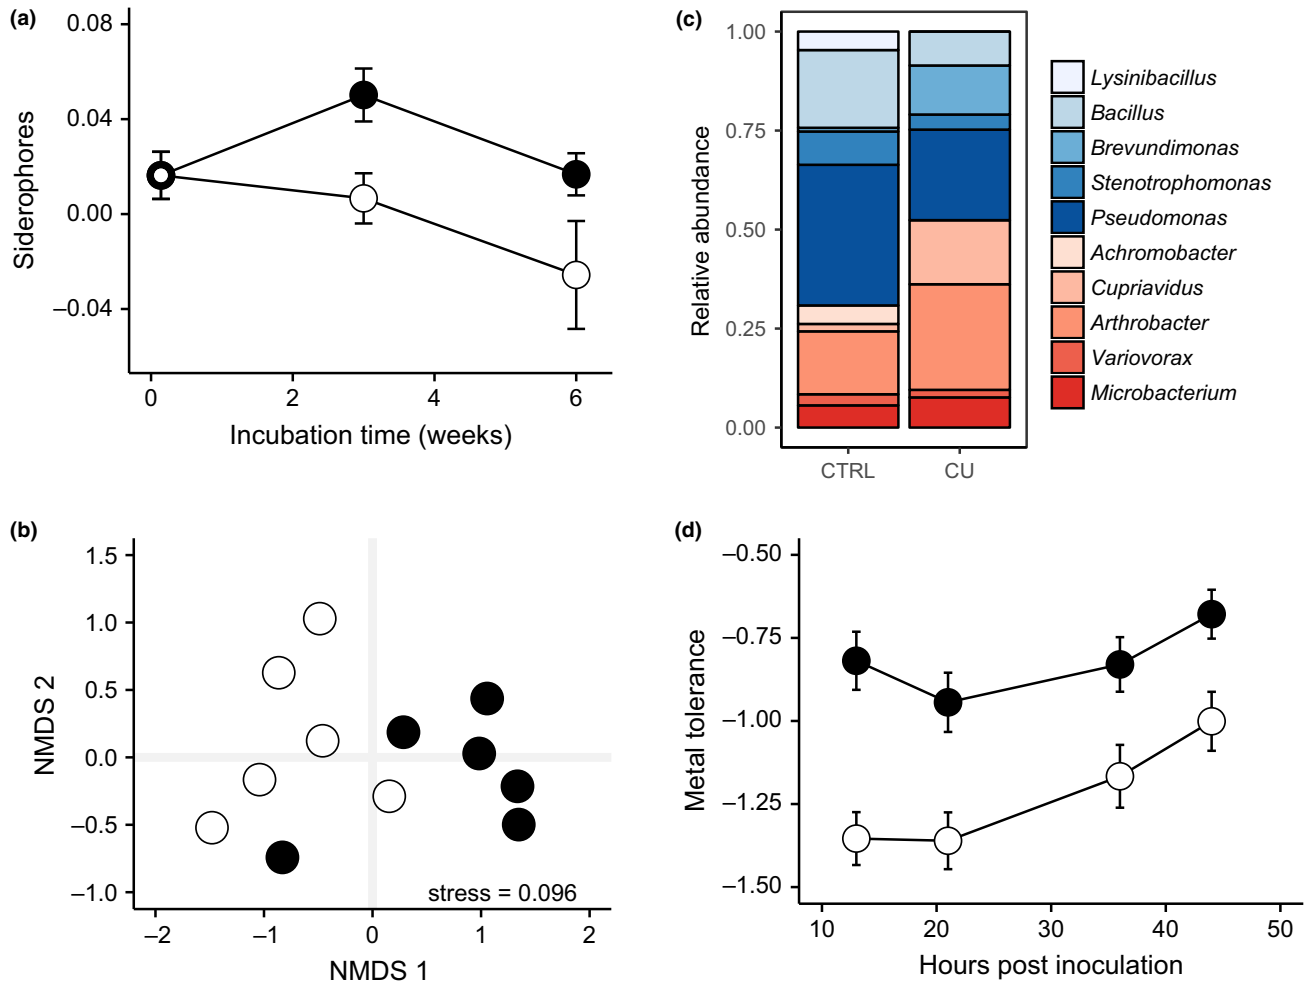 (a)
0.08
0.04
0.00
–0.04
Siderophores
0
2
4
6
Incubation time (weeks)
(c)
1.00
0.75
0.50
0.25
0.00
Relative abundance
CTRL
CU
Lysinibacillus
Bacillus
Brevundimonas
Stenotrophomonas
Pseudomonas
Achromobacter
Cupriavidus
Arthrobacter
Variovorax
Microbacterium
(b)
1.5
1.0
0.5
0.0
–0.5
–1.0
NMDS 2
stress = 0.096
–2
–1
0
1
2
NMDS 1
(d)
–0.50
–0.75
–1.00
–1.25
–1.50
Metal tolerance
10
20
30
40
50
Hours post inoculation